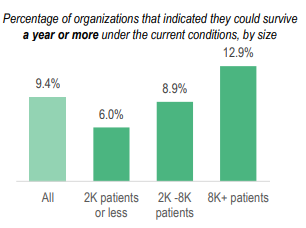 Percentage of organizations that indicated they could survive
a year or more under the current conditions, by size
12.9%
9.4%
8.9%
6.0%
All
2K patients
or less
2K -8K
patients
8K+ patients